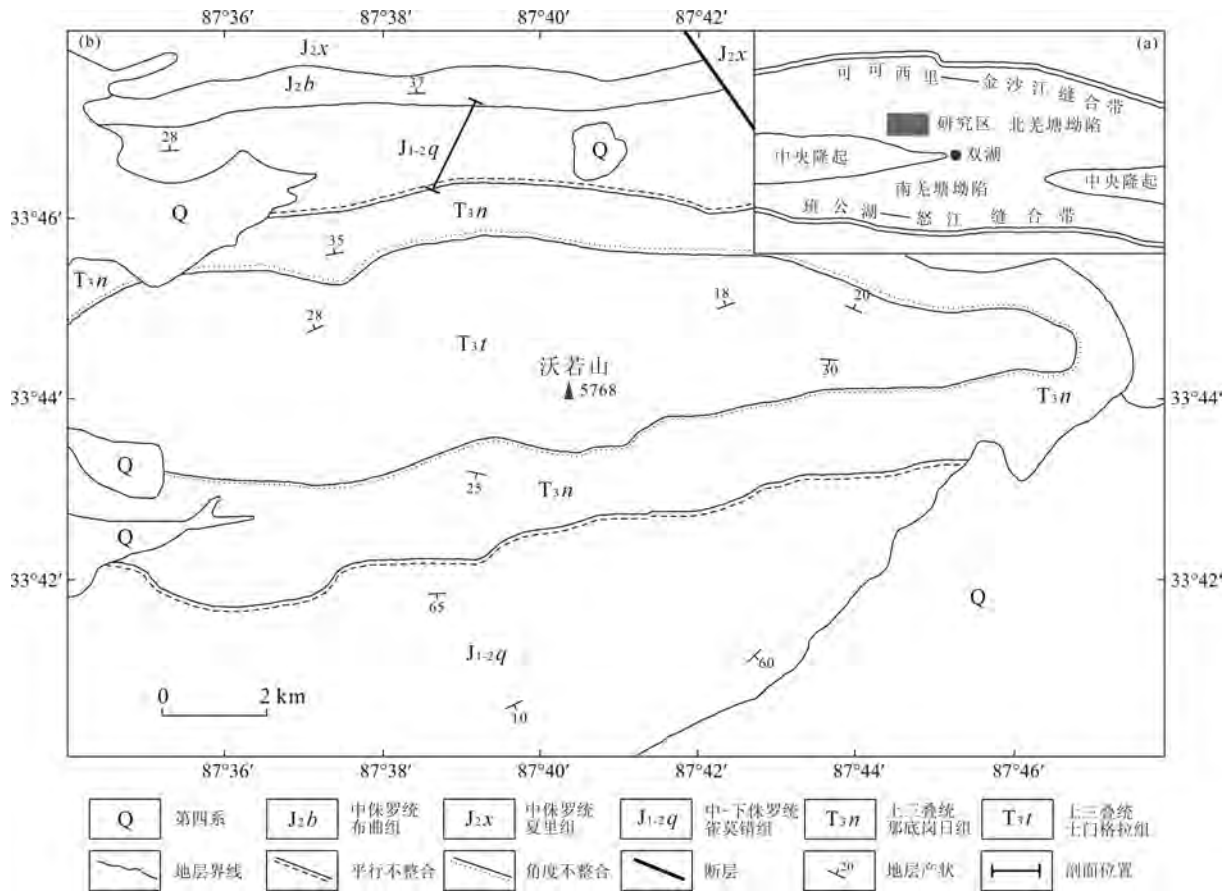 87°36′ 87°38′ 87°40′ 87°42′
(b)
J₂x
J₂x
(a)
J₂b
37
28
J₁₋₂q
Q
可可西里 金沙江缝合带
研究区 北羌塘坳陷
中央隆起
双湖
中央隆起
南羌塘坳陷
班公湖 怒江 缝合带
33°46′
Q
T₃n
35
T₃n
28
18
20
T₃t
沃若山
5768
30
33°44′
T₃n
33°44′
Q
25
T₃n
Q
33°42′
33°42′
65
Q
J₁₋₂q
60
0 2 km
10
87°36′ 87°38′ 87°40′ 87°42′ 87°44′ 87°46′
Q 第四系
J₂b 中侏罗统
布曲组
J₂x 中侏罗统
夏里组
J₁₋₂q 中-下侏罗统
雀莫错组
T₃n 上三叠统
那底岗日组
T₃t 上三叠统
土门格拉组
地层界线
平行不整合
角度不整合
断层
20 地层产状
剖面位置